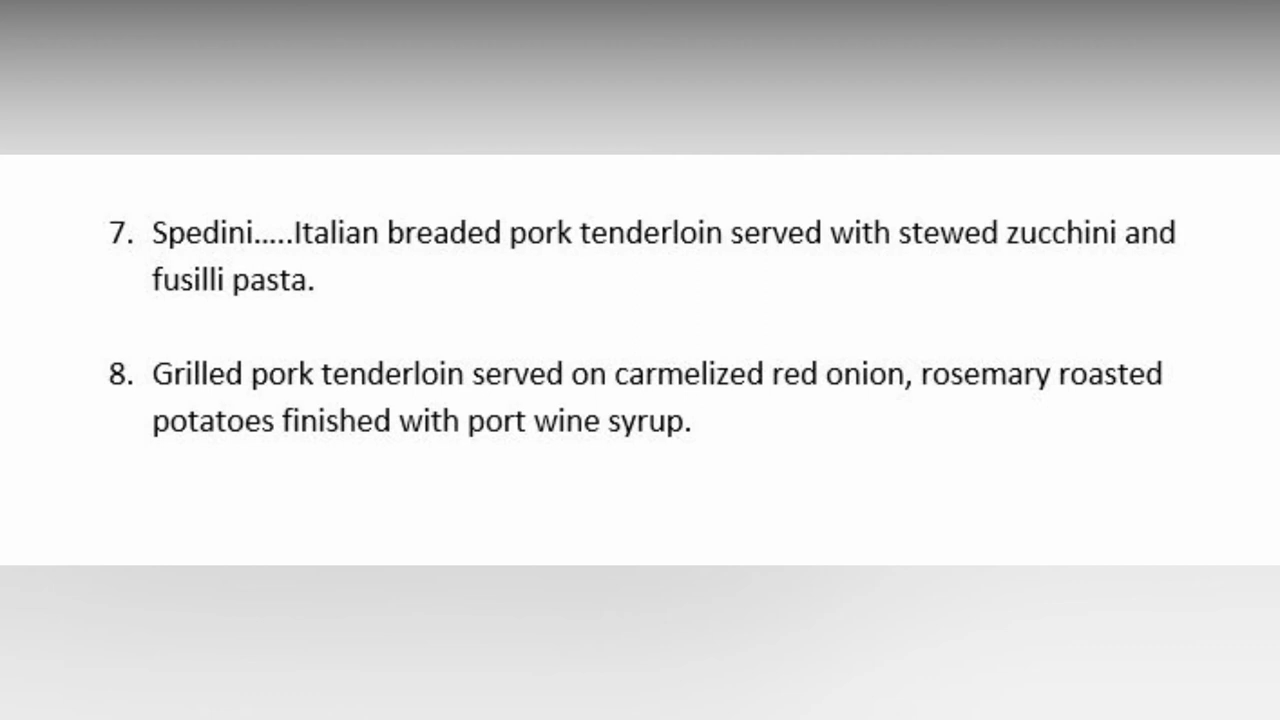 7. Spedini.....Italian breaded pork tenderloin served with stewed zucchini and
fusilli pasta.
8. Grilled pork tenderloin served on carmelized red onion, rosemary roasted
potatoes finished with port wine syrup.